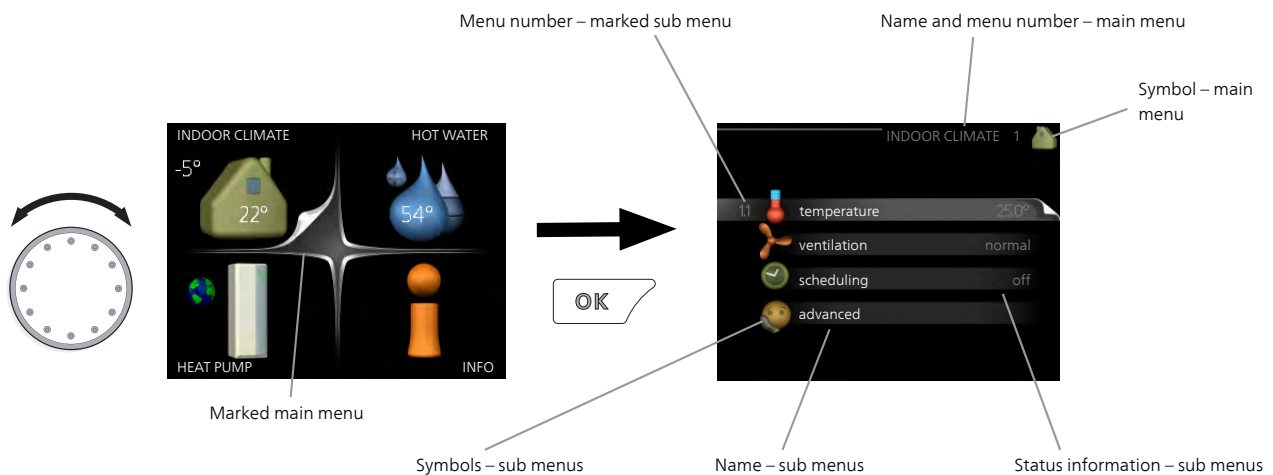 Menu number – marked sub menu
Name and menu number – main menu
Symbol – main
menu
INDOOR CLIMATE
HOT WATER
-5°
22°
54°
HEAT PUMP
INFO
Marked main menu
OK
INDOOR CLIMATE 1
1.1 temperature 25.0°
ventilation normal
scheduling off
advanced
Symbols – sub menus
Name – sub menus
Status information – sub menus